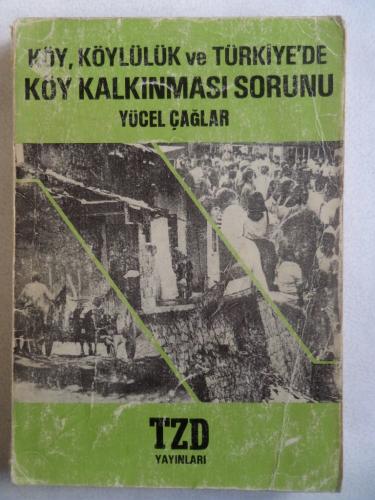 KÖY, KÖYLÜLÜK ve TÜRKİYE'DE
KÖY KALKINMASI SORUNU
YÜCEL ÇAĞLAR
TZD
YAYINLARI